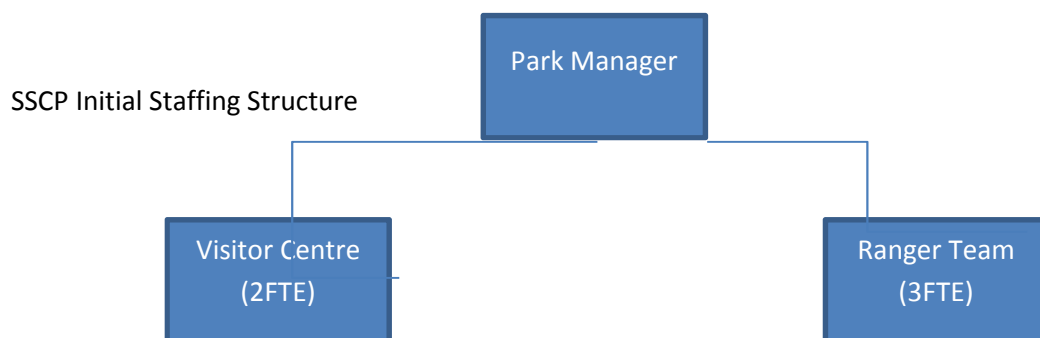 Park Manager
SSCP Initial Staffing Structure
Visitor Centre
(2FTE)
Ranger Team
(3FTE)